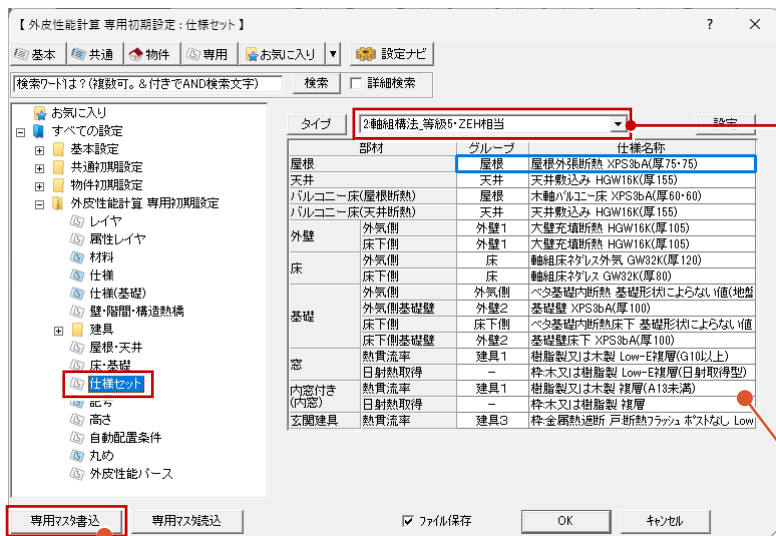 【 外皮性能計算 専用初期設定 : 仕様セット 】 ? ×
基本 共通 物件 専用 お気に入り ▼ 設定ナビ
検索ワードは？(複数可。＆付きでAND検索文字) 検索 詳細検索
お気に入り
すべての設定
基本設定
共通初期設定
物件初期設定
外皮性能計算 専用初期設定
レイヤ
属性レイヤ
材料
仕様
仕様(基礎)
壁・階間・構造熱橋
建具
屋根・天井
床・基礎
仕様セット
記号
高さ
自動配置条件
丸め
外皮性能パース
タイプ 2:軸組構法_等級5・ZEH相当 設定
部材 グループ 仕様名称
屋根 屋根 屋根外張断熱 XPS3bA(厚75・75)
天井 天井 天井敷込み HGW16K(厚155)
バルコニー床(屋根断熱) 屋根 木軸バルコニー床 XPS3bA(厚60・60)
バルコニー床(天井断熱) 天井 天井敷込み HGW16K(厚155)
外壁 外気側 外壁1 大壁充填断熱 HGW16K(厚105)
床下側 外壁1 大壁充填断熱 HGW16K(厚105)
床 外気側 床 軸組床ネダレス外気 GW32K(厚120)
床下側 床 軸組床ネダレス GW32K(厚80)
基礎 外気側 外気側 ベタ基礎内断熱 基礎形状によらない値(地盤
外気側基礎壁 外壁2 基礎壁 XPS3bA(厚100)
床下側 床下側 ベタ基礎内断熱床下 基礎形状によらない値
床下側基礎壁 外壁2 基礎壁床下 XPS3bA(厚100)
窓 熱貫流率 建具1 樹脂製又は木製 Low-E複層(G10以上)
日射熱取得 － 枠:木又は樹脂製 Low-E複層(日射取得型)
内窓付き(内窓) 熱貫流率 建具1 樹脂製又は木製 複層(A13未満)
日射熱取得 － 枠:木又は樹脂製 複層
玄関建具 熱貫流率 建具3 枠:金属熱遮断 戸:断熱フラッシュ ポストなし Low
専用マスタ書込 専用マスタ読込 ファイル保存 OK キャンセル